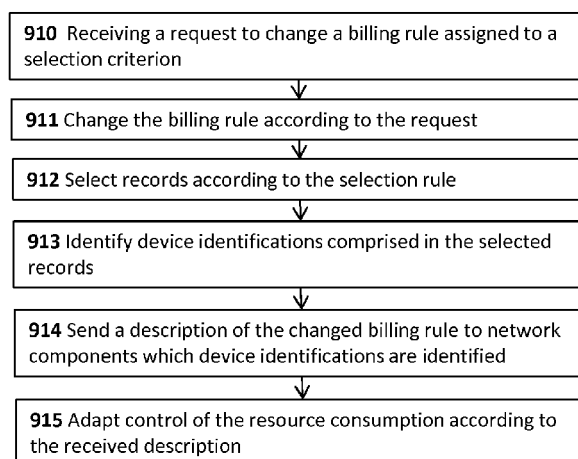 910 Receiving a request to change a billing rule assigned to a
selection criterion
911 Change the billing rule according to the request
912 Select records according to the selection rule
913 Identify device identifications comprised in the selected
records
914 Send a description of the changed billing rule to network
components which device identifications are identified
915 Adapt control of the resource consumption according to
the received description